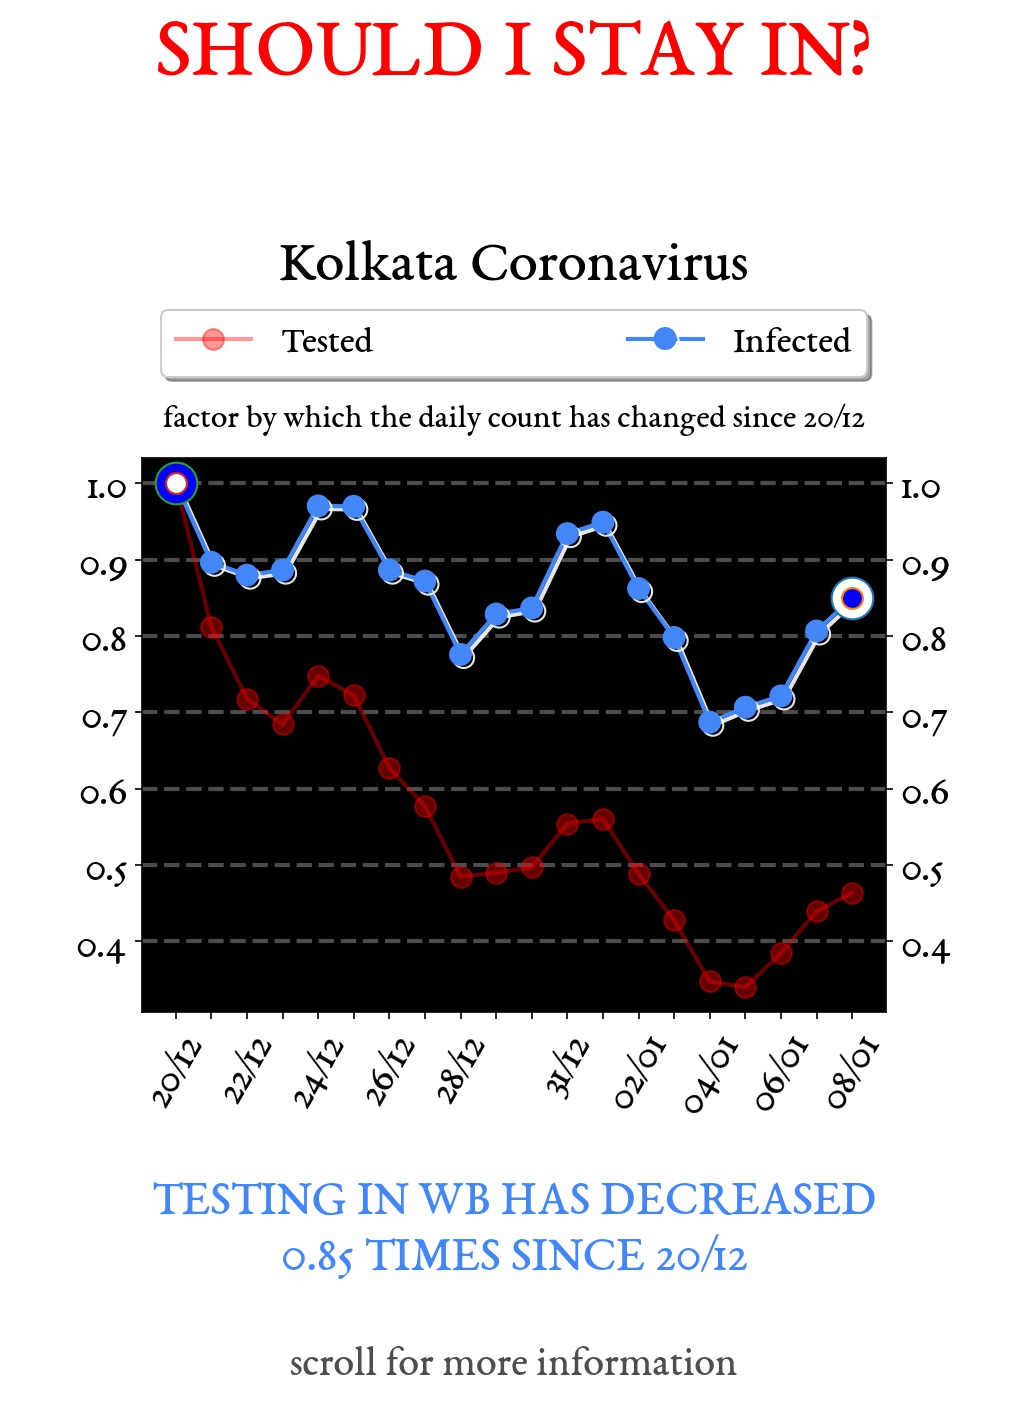 SHOULD I STAY IN?
Kolkata Coronavirus
Tested Infected
factor by which the daily count has changed since 20/12
1.0 1.0
0.9 0.9
0.8 0.8
0.7 0.7
0.6 0.6
0.5 0.5
0.4 0.4
20/12 22/12 24/12 26/12 28/12 31/12 02/01 04/01 06/01 08/01
TESTING IN WB HAS DECREASED
0.85 TIMES SINCE 20/12
scroll for more information